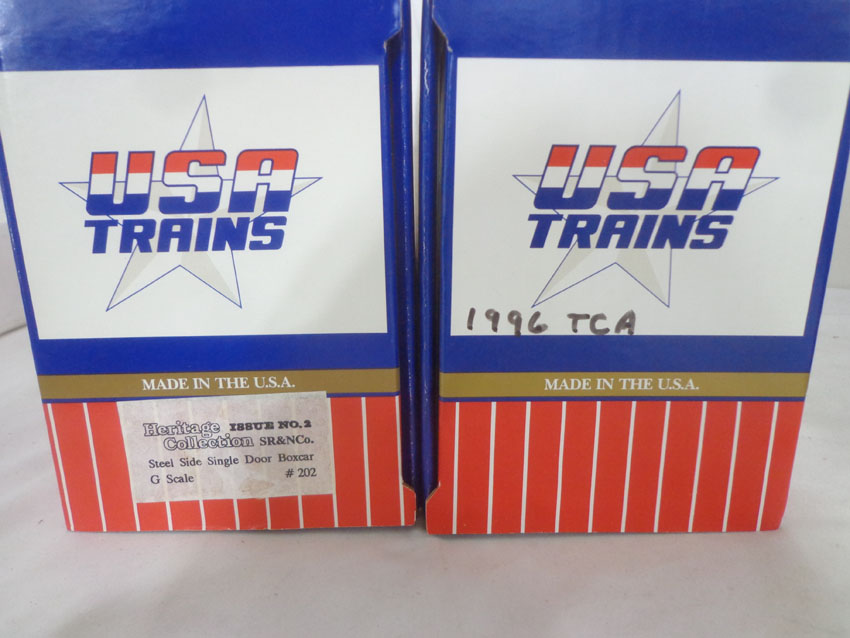 USA
TRAINS
MADE IN THE U.S.A.
Heritage ISSUE NO.2
Collection SR&NCo.
Steel Side Single Door Boxcar
G Scale # 202
USA
TRAINS
1996 TCA
MADE IN THE U.S.A.